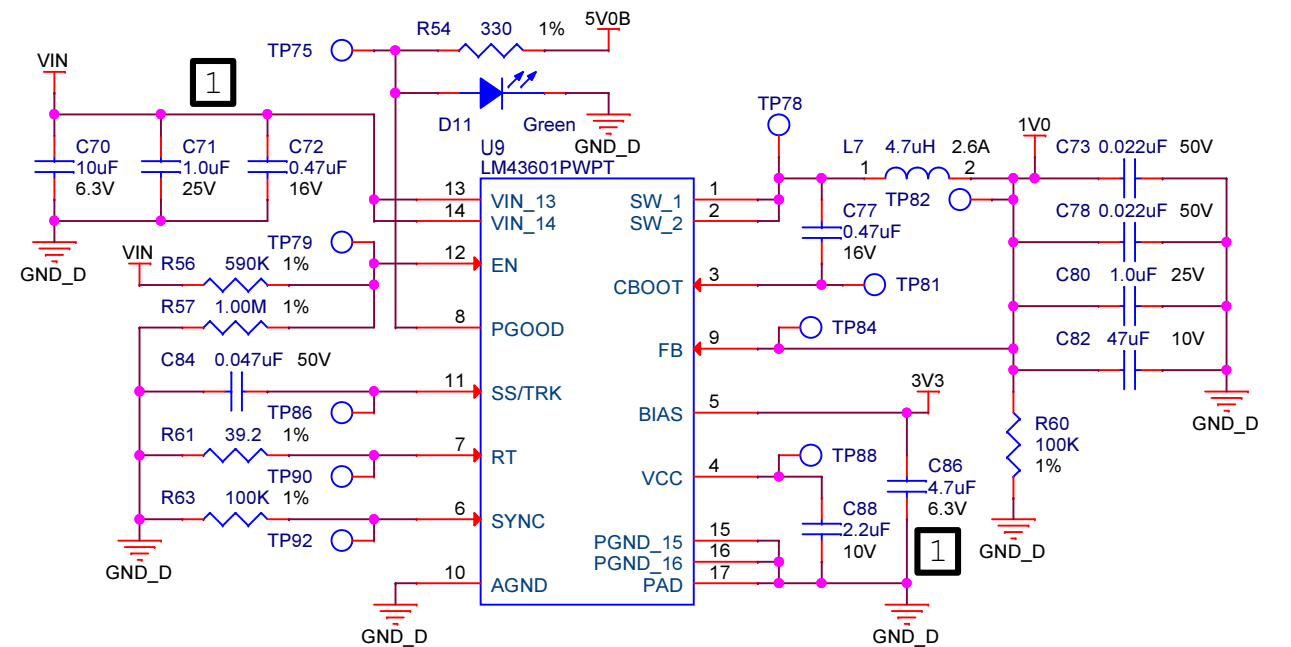 R54 330 1% 5V0B
TP75
VIN
1
D11 Green
GND_D
C70 10uF 6.3V
C71 1.0uF 25V
C72 0.47uF 16V
GND_D
U9
LM43601PWPT
13 VIN_13
14 VIN_14
12 EN
8 PGOOD
11 SS/TRK
7 RT
6 SYNC
10 AGND
SW_1 1
SW_2 2
CBOOT 3
FB 9
BIAS 5
VCC 4
PGND_15 15
PGND_16 16
PAD 17
TP79
VIN
R56 590K 1%
R57 1.00M 1%
C84 0.047uF 50V
TP86
R61 39.2 1%
TP90
R63 100K 1%
TP92
GND_D
GND_D
TP78
L7 4.7uH 2.6A
1 2
TP82
1V0
C77 0.47uF 16V
TP81
TP84
C73 0.022uF 50V
C78 0.022uF 50V
C80 1.0uF 25V
C82 47uF 10V
GND_D
R60 100K 1%
GND_D
3V3
TP88
C86 4.7uF 6.3V
C88 2.2uF 10V
1
GND_D